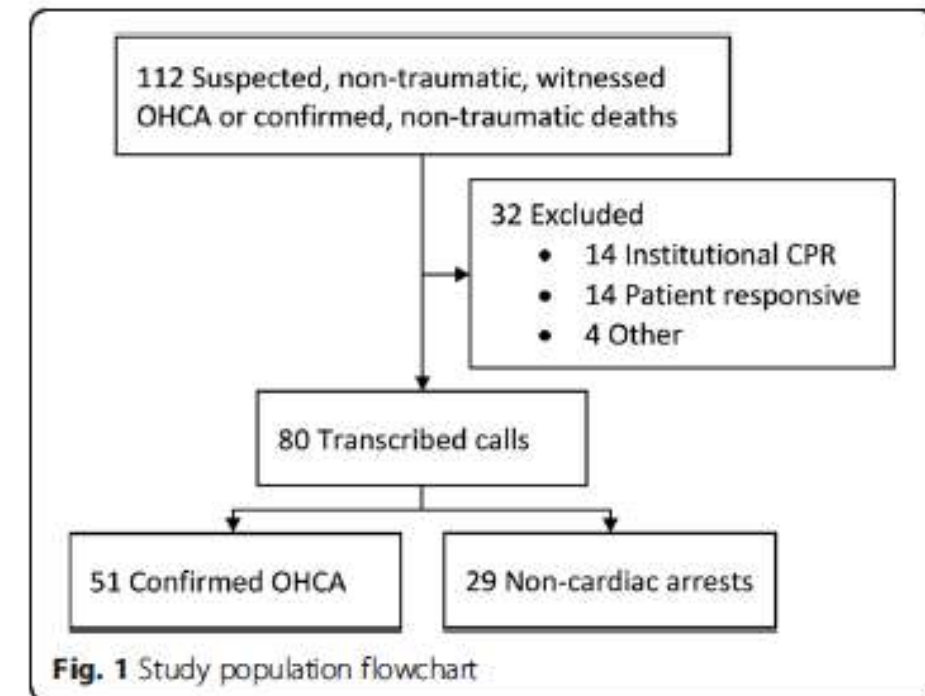 112 Suspected, non-traumatic, witnessed
OHCA or confirmed, non-traumatic deaths
32 Excluded
• 14 Institutional CPR
• 14 Patient responsive
• 4 Other
80 Transcribed calls
51 Confirmed OHCA
29 Non-cardiac arrests
Fig. 1 Study population flowchart